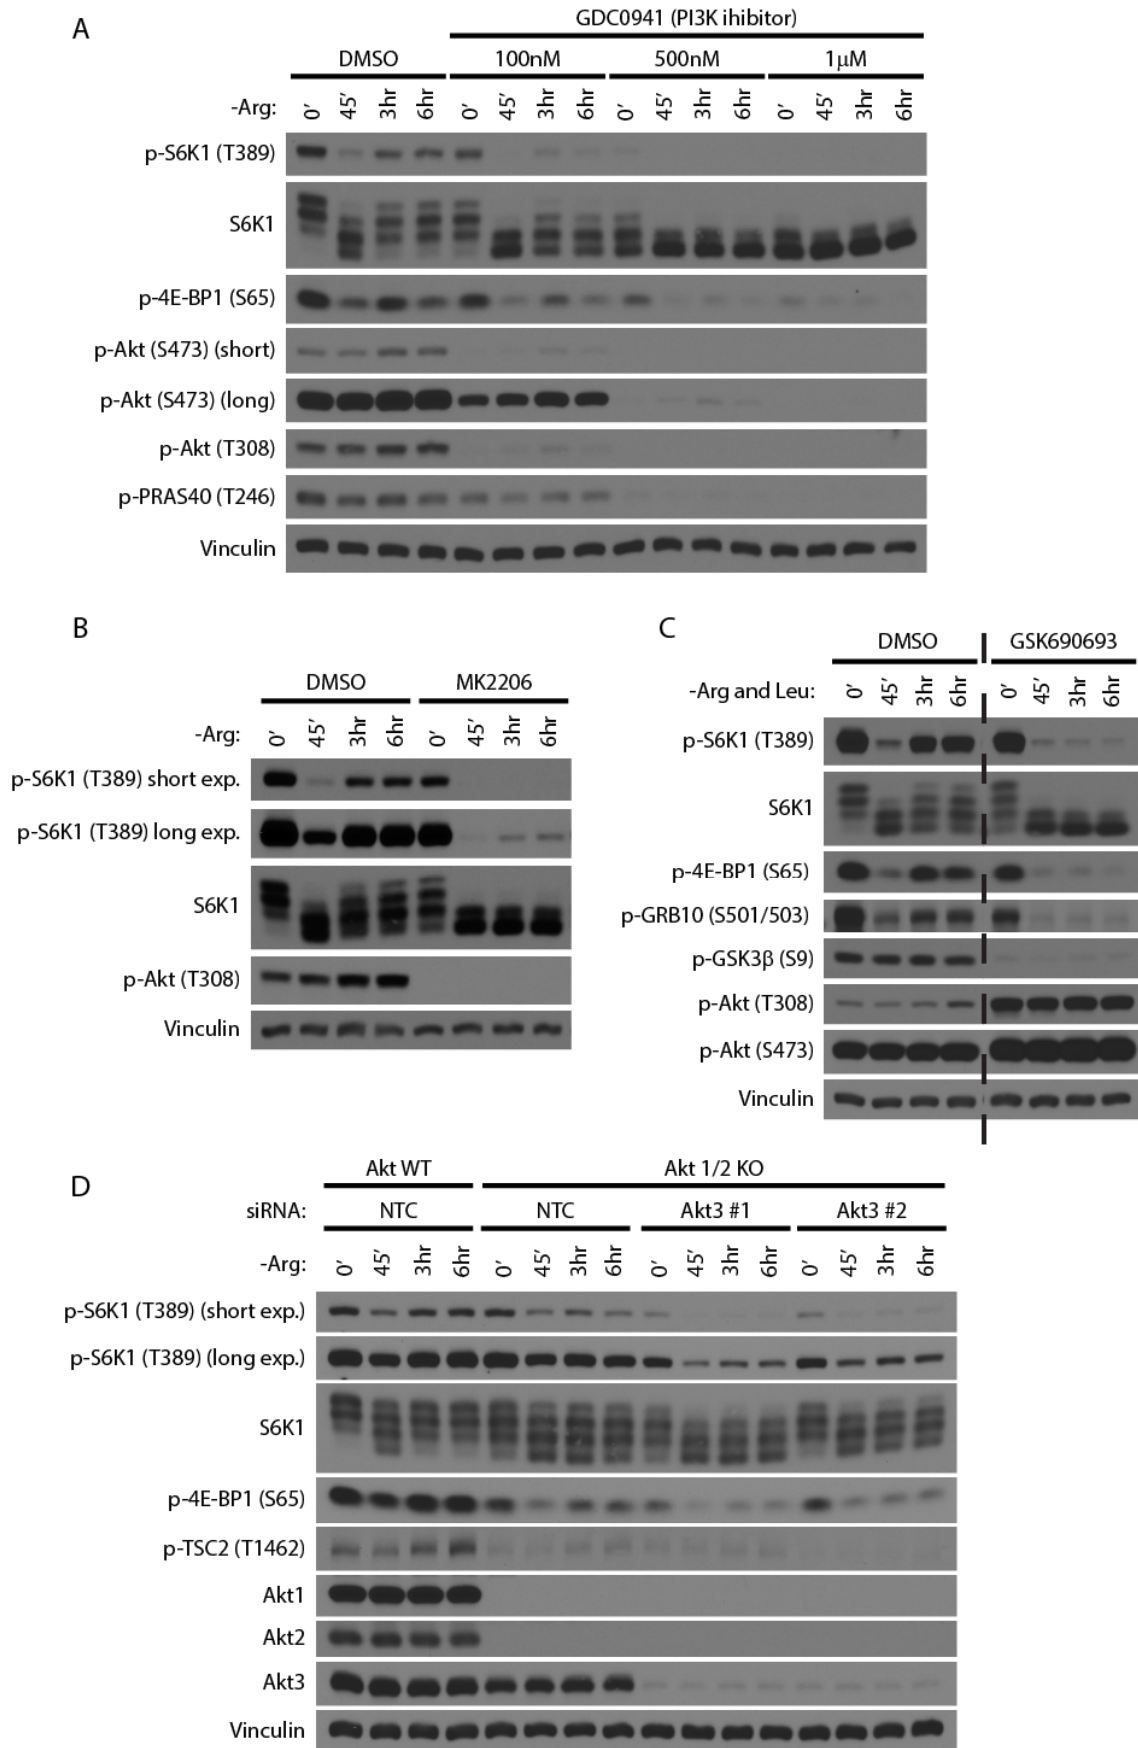 A
GDC0941 (PI3K ihibitor)
DMSO 100nM 500nM 1μM
-Arg: 0' 45' 3hr 6hr 0' 45' 3hr 6hr 0' 45' 3hr 6hr 0' 45' 3hr 6hr
p-S6K1 (T389)
S6K1
p-4E-BP1 (S65)
p-Akt (S473) (short)
p-Akt (S473) (long)
p-Akt (T308)
p-PRAS40 (T246)
Vinculin
B
DMSO MK2206
-Arg: 0' 45' 3hr 6hr 0' 45' 3hr 6hr
p-S6K1 (T389) short exp.
p-S6K1 (T389) long exp.
S6K1
p-Akt (T308)
Vinculin
C
DMSO GSK690693
-Arg and Leu: 0' 45' 3hr 6hr 0' 45' 3hr 6hr
p-S6K1 (T389)
S6K1
p-4E-BP1 (S65)
p-GRB10 (S501/503)
p-GSK3β (S9)
p-Akt (T308)
p-Akt (S473)
Vinculin
D
Akt WT Akt 1/2 KO
siRNA: NTC NTC Akt3 #1 Akt3 #2
-Arg: 0' 45' 3hr 6hr 0' 45' 3hr 6hr 0' 45' 3hr 6hr 0' 45' 3hr 6hr
p-S6K1 (T389) (short exp.)
p-S6K1 (T389) (long exp.)
S6K1
p-4E-BP1 (S65)
p-TSC2 (T1462)
Akt1
Akt2
Akt3
Vinculin